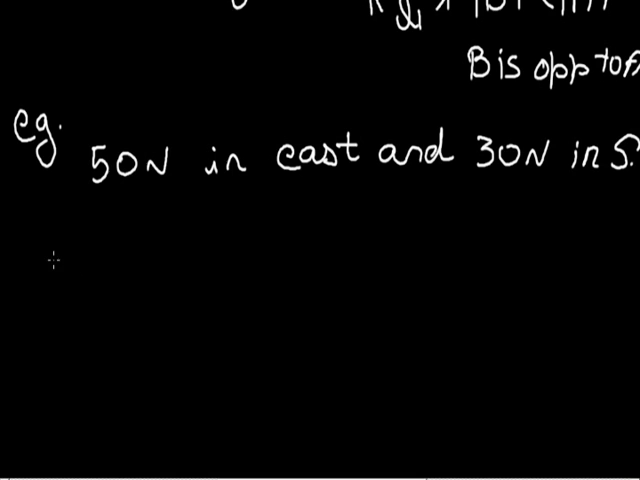 B is opp to
eg.
50N in east and 30N in S.